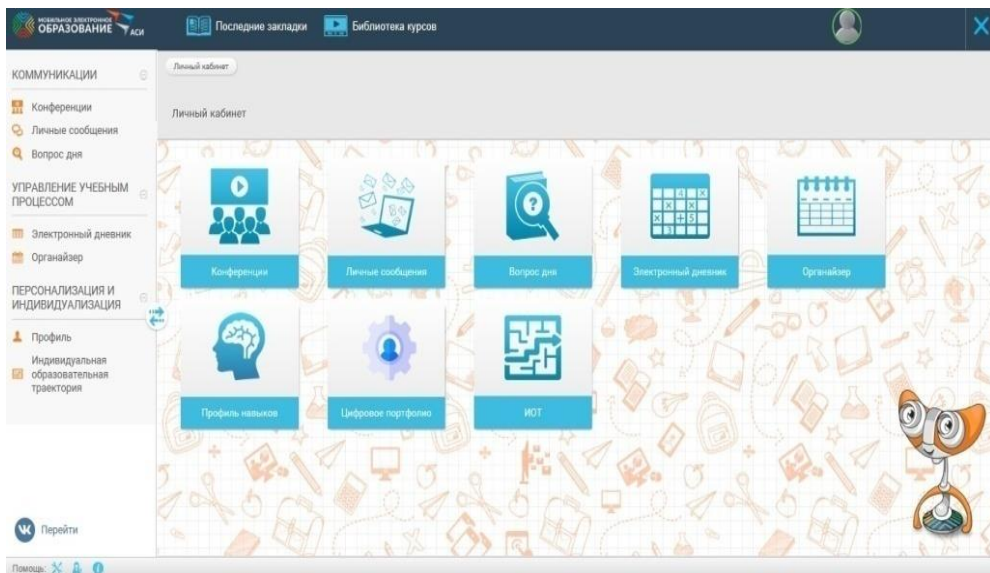 МОБИЛЬНОЕ ЭЛЕКТРОННОЕ
ОБРАЗОВАНИЕ АСИ
Последние закладки
Библиотека курсов
КОММУНИКАЦИИ
Конференции
Личные сообщения
Вопрос дня
УПРАВЛЕНИЕ УЧЕБНЫМ
ПРОЦЕССОМ
Электронный дневник
Органайзер
ПЕРСОНАЛИЗАЦИЯ И
ИНДИВИДУАЛИЗАЦИЯ
Профиль
Индивидуальная
образовательная
траектория
Перейти
Помощь:
Личный кабинет
Личный кабинет
Конференции
Личные сообщения
Вопрос дня
Электронный дневник
Органайзер
Профиль навыков
Цифровое портфолио
ИОТ